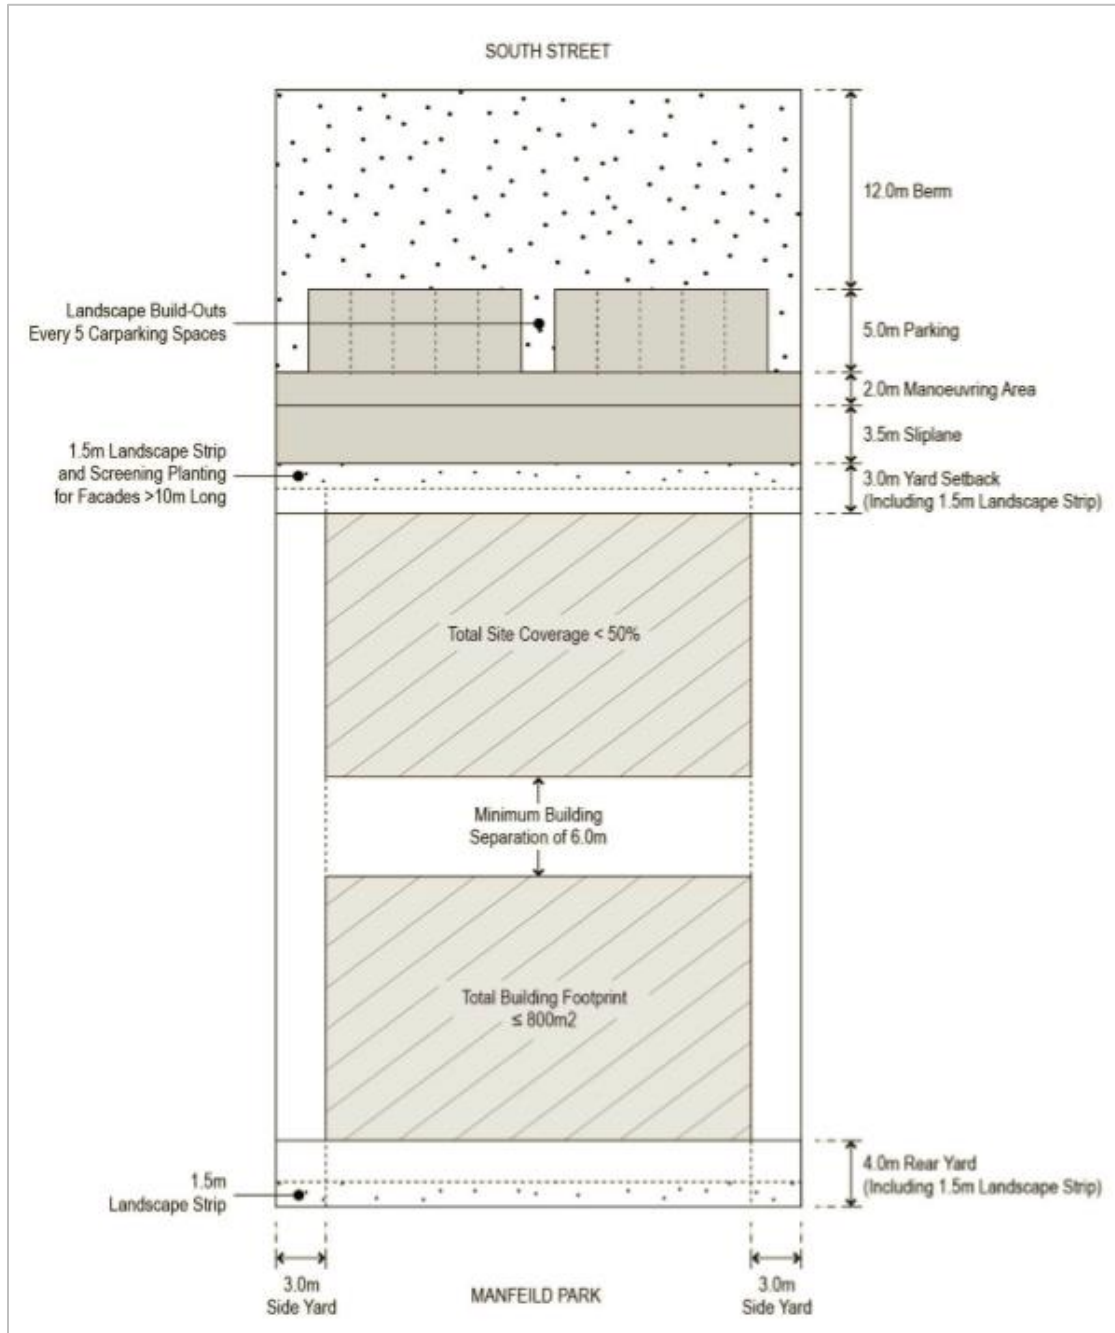 SOUTH STREET
12.0m Berm
Landscape Build-Outs
Every 5 Carparking Spaces
5.0m Parking
2.0m Manoeuvring Area
3.5m Sliplane
1.5m Landscape Strip
and Screening Planting
for Facades >10m Long
3.0m Yard Setback
(Including 1.5m Landscape Strip)
Total Site Coverage < 50%
Minimum Building
Separation of 6.0m
Total Building Footprint
≤ 800m2
4.0m Rear Yard
(Including 1.5m Landscape Strip)
1.5m
Landscape Strip
3.0m
Side Yard
MANFEILD PARK
3.0m
Side Yard